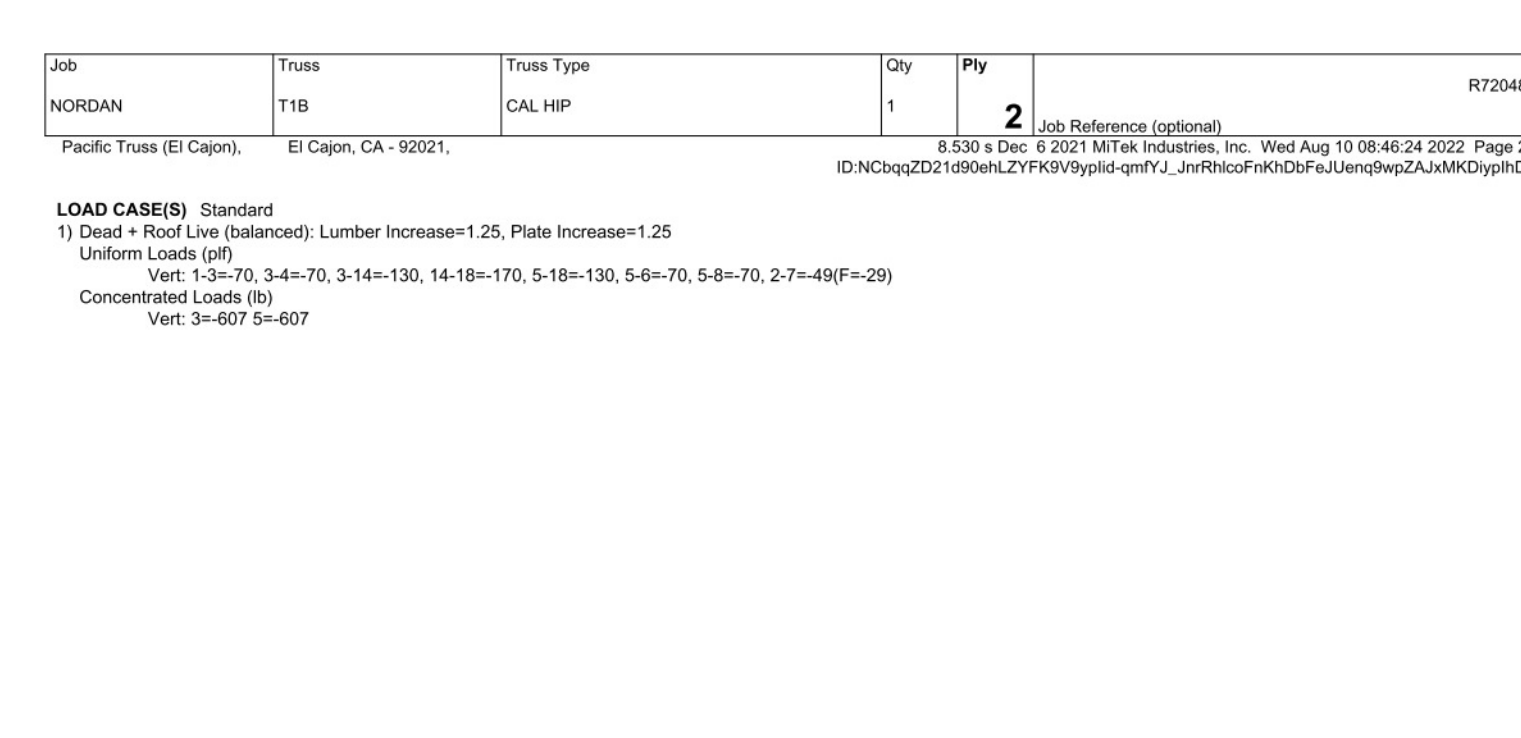 Job Truss Truss Type Qty Ply
R72048
NORDAN T1B CAL HIP 1
2 Job Reference (optional)
Pacific Truss (El Cajon), El Cajon, CA - 92021, 8.530 s Dec 6 2021 MiTek Industries, Inc. Wed Aug 10 08:46:24 2022 Page 2
LOAD CASE(S) Standard
1) Dead + Roof Live (balanced): Lumber Increase=1.25, Plate Increase=1.25
Uniform Loads (plf)
Vert: 1-3=-70, 3-4=-70, 3-14=-130, 14-18=-170, 5-18=-130, 5-6=-70, 5-8=-70, 2-7=-49(F=-29)
Concentrated Loads (lb)
Vert: 3=-607 5=-607